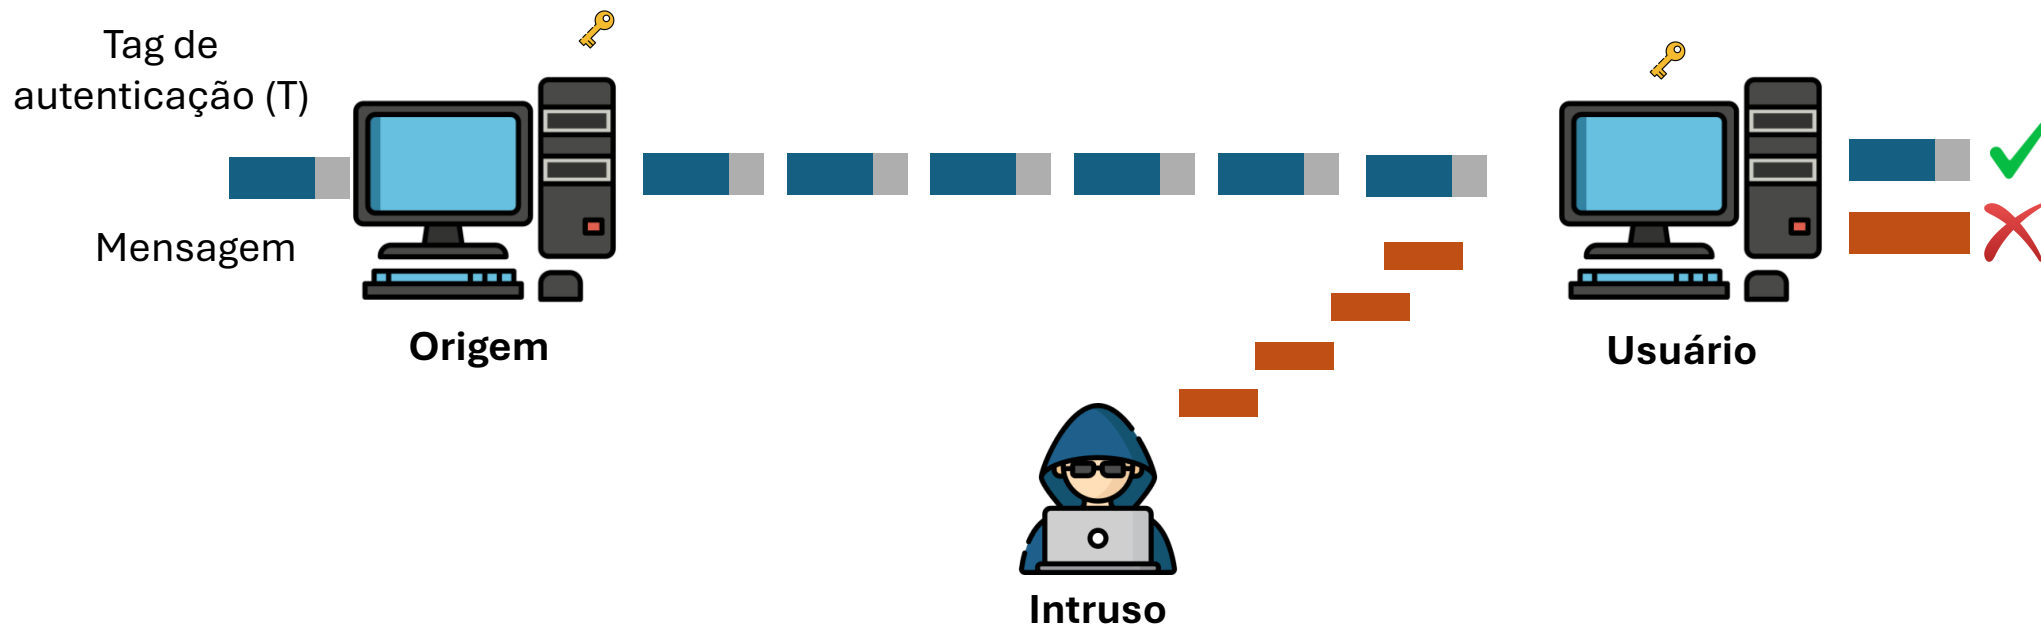 Tag de
autenticação (T)
Mensagem
Origem
Usuário
Intruso